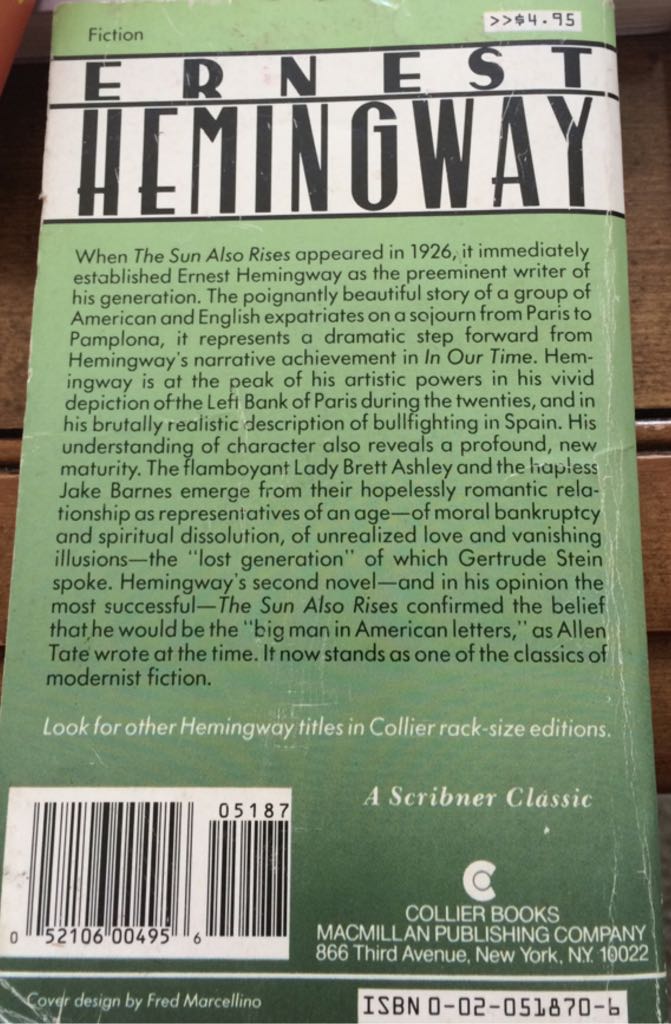 Fiction
>>$4.95
ERNEST
HEMINGWAY
When The Sun Also Rises appeared in 1926, it immediately
established Ernest Hemingway as the preeminent writer of
his generation. The poignantly beautiful story of a group of
American and English expatriates on a sojourn from Paris to
Pamplona, it represents a dramatic step forward from
Hemingway's narrative achievement in In Our Time. Hem-
ingway is at the peak of his artistic powers in his vivid
depiction of the Left Bank of Paris during the twenties, and in
his brutally realistic description of bullfighting in Spain. His
understanding of character also reveals a profound, new
maturity. The flamboyant Lady Brett Ashley and the hapless
Jake Barnes emerge from their hopelessly romantic rela-
tionship as representatives of an age—of moral bankruptcy
and spiritual dissolution, of unrealized love and vanishing
illusions—the "lost generation" of which Gertrude Stein
spoke. Hemingway's second novel—and in his opinion the
most successful—The Sun Also Rises confirmed the belief
that he would be the "big man in American letters," as Allen
Tate wrote at the time. It now stands as one of the classics of
modernist fiction.
Look for other Hemingway titles in Collier rack-size editions.
A Scribner Classic
05187
0 52106 00495 6
COLLIER BOOKS
MACMILLAN PUBLISHING COMPANY
866 Third Avenue, New York, N.Y. 10022
Cover design by Fred Marcellino
ISBN 0-02-051870-6